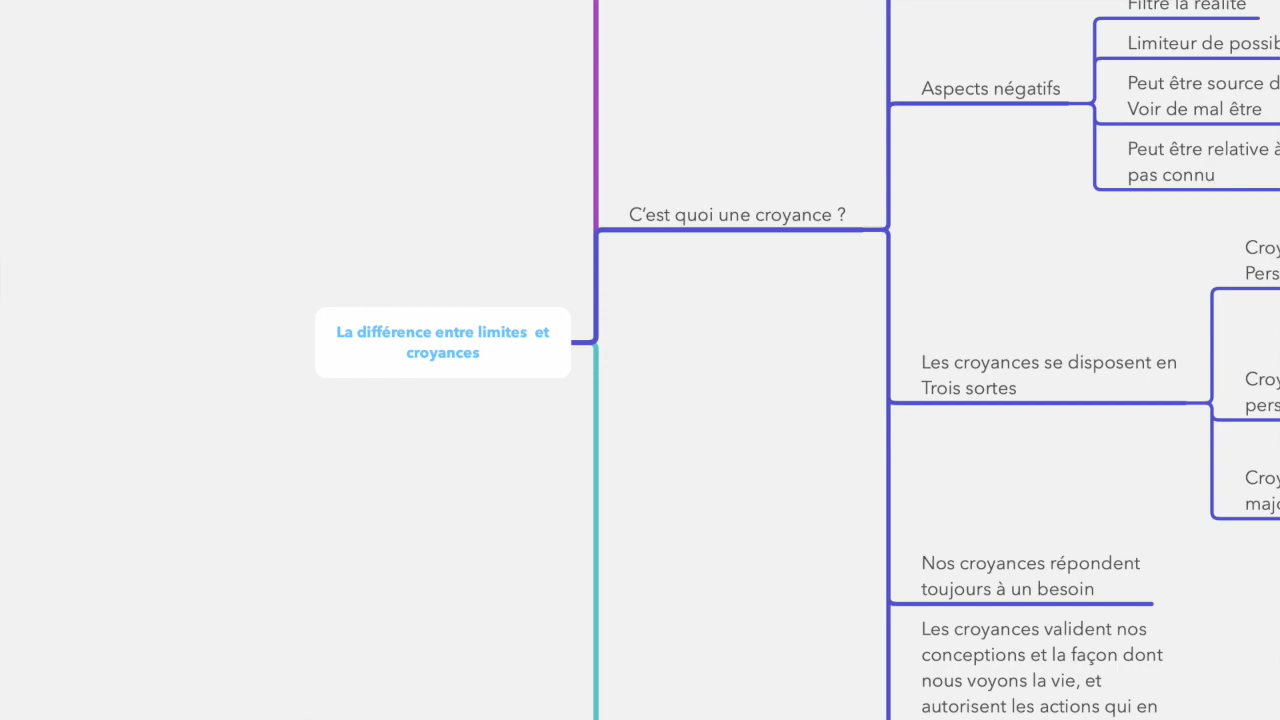 Filtre la réalité
Limiteur de
Aspects négatifs
Peut être source
Voir de mal être
Peut être relative à
pas connu
C’est quoi une croyance ?
La différence entre limites et
croyances
Les croyances se disposent en
Trois sortes
Nos croyances répondent
toujours à un besoin
Les croyances valident nos
conceptions et la façon dont
nous voyons la vie, et
autorisent les actions qui en